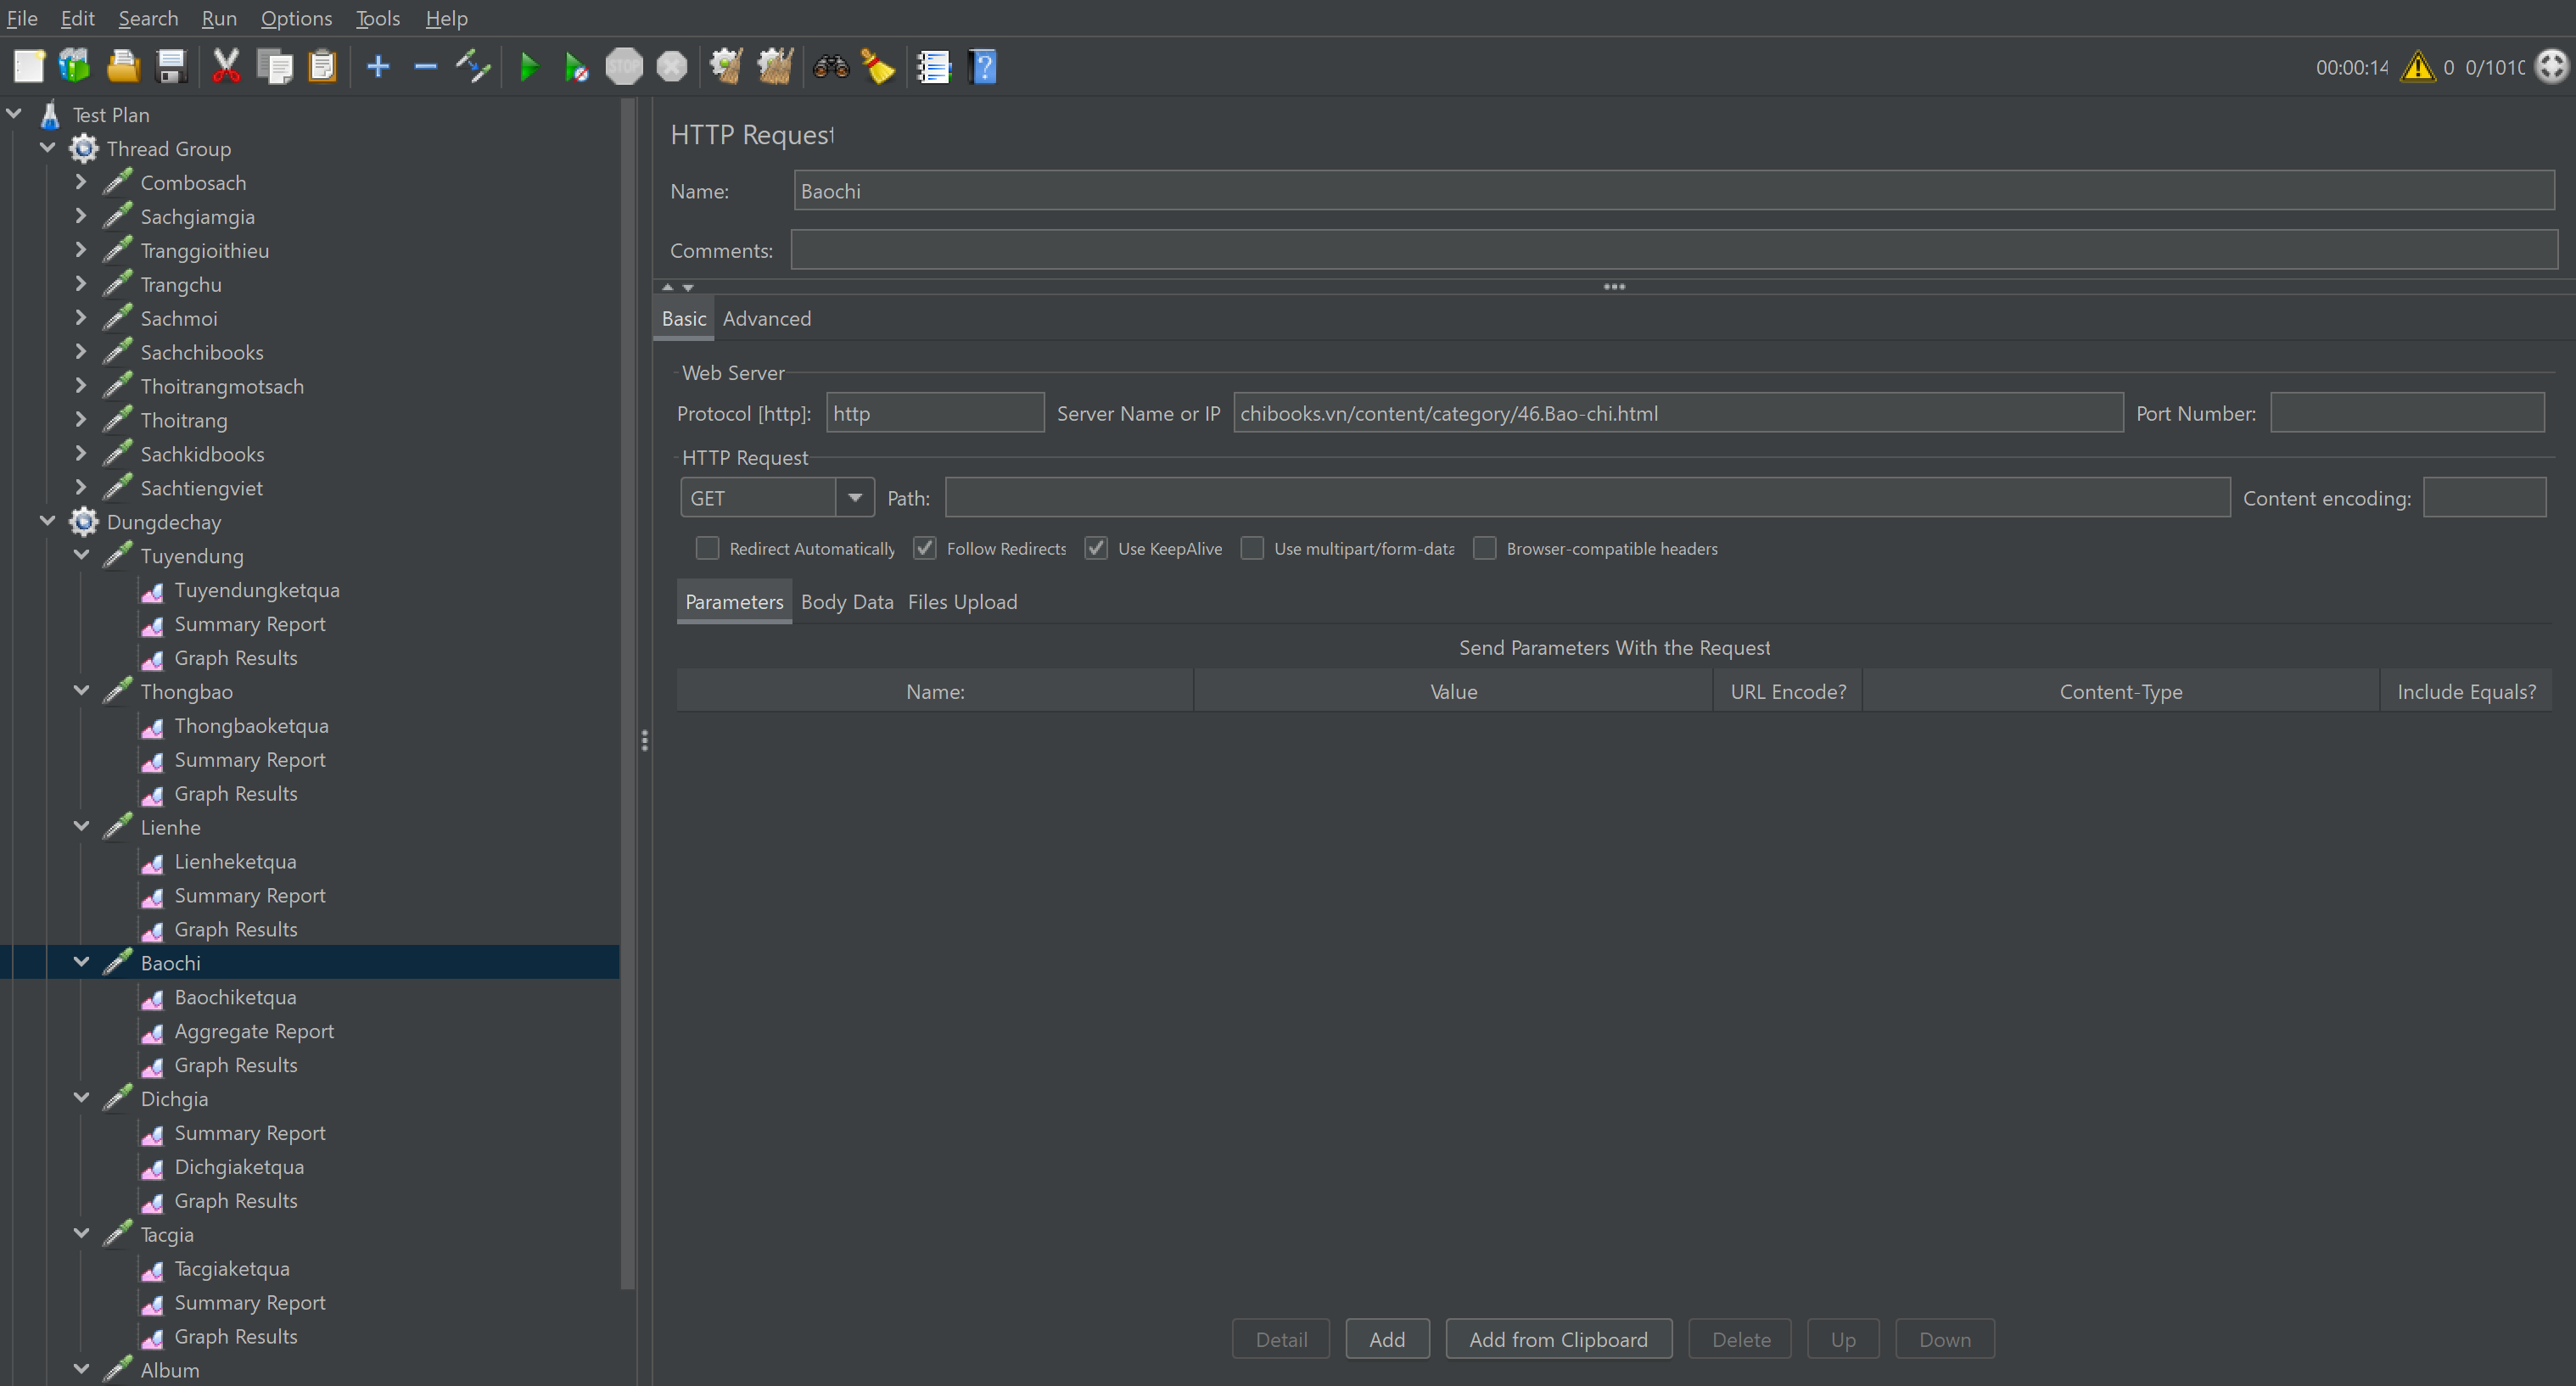 File Edit Search Run Options Tools Help
00:00:14 0 0/1010
Test Plan
Thread Group
Combosach
Sachgiamgia
Tranggioithieu
Trangchu
Sachmoi
Sachchibooks
Thoitrangmotsach
Thoitrang
Sachkidbooks
Sachtiengviet
Dungdechay
Tuyendung
Tuyendungketqua
Summary Report
Graph Results
Thongbao
Thongbaoketqua
Summary Report
Graph Results
Lienhe
Lienheketqua
Summary Report
Graph Results
Baochi
Baochiketqua
Aggregate Report
Graph Results
Dichgia
Summary Report
Dichgiaketqua
Graph Results
Tacgia
Tacgiaketqua
Summary Report
Graph Results
Album
HTTP Request
Name: Baochi
Comments:
Basic Advanced
Web Server
Protocol [http]: http Server Name or IP chibooks.vn/content/category/46.Bao-chi.html Port Number:
HTTP Request
GET Path: Content encoding:
Redirect Automatically Follow Redirects Use KeepAlive Use multipart/form-data Browser-compatible headers
Parameters Body Data Files Upload
Send Parameters With the Request
Name: Value URL Encode? Content-Type Include Equals?
Detail Add Add from Clipboard Delete Up Down